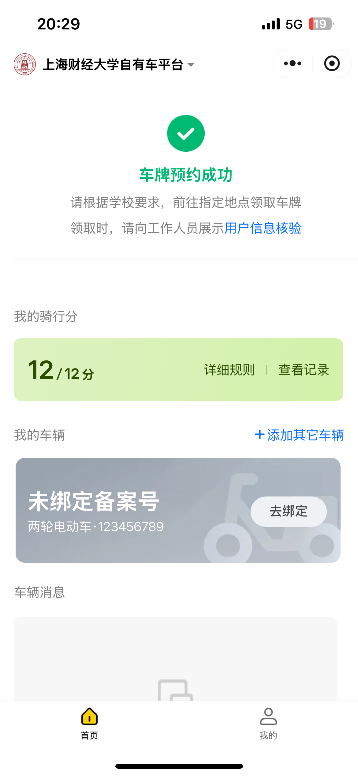 20:29
5G
19
上海财经大学自有车平台
车牌预约成功
请根据学校要求，前往指定地点领取车牌
领取时，请向工作人员展示用户信息核验
我的骑行分
12/12分 详细规则 查看记录
我的车辆 +添加其它车辆
未绑定备案号
两轮电动车·123456789
去绑定
车辆消息
首页 我的